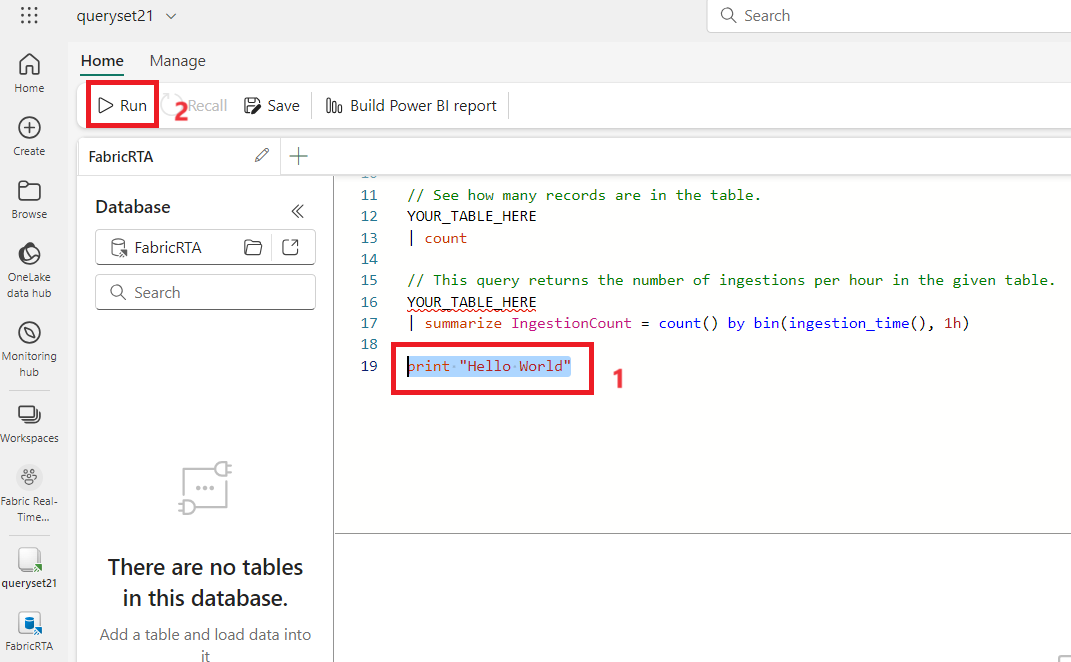 queryset21
Search
Home
Manage
Run
2
Recall
Save
Build Power BI report
Home
Create
Browse
OneLake
data hub
Monitoring
hub
Workspaces
Fabric Real-
Time...
queryset21
FabricRTA
FabricRTA
Database
FabricRTA
Search
There are no tables
in this database.
Add a table and load data into
it
11 // See how many records are in the table.
12 YOUR_TABLE_HERE
13 | count
14
15 // This query returns the number of ingestions per hour in the given table.
16 YOUR_TABLE_HERE
17 | summarize IngestionCount = count() by bin(ingestion_time(), 1h)
18
19 print "Hello World"
1